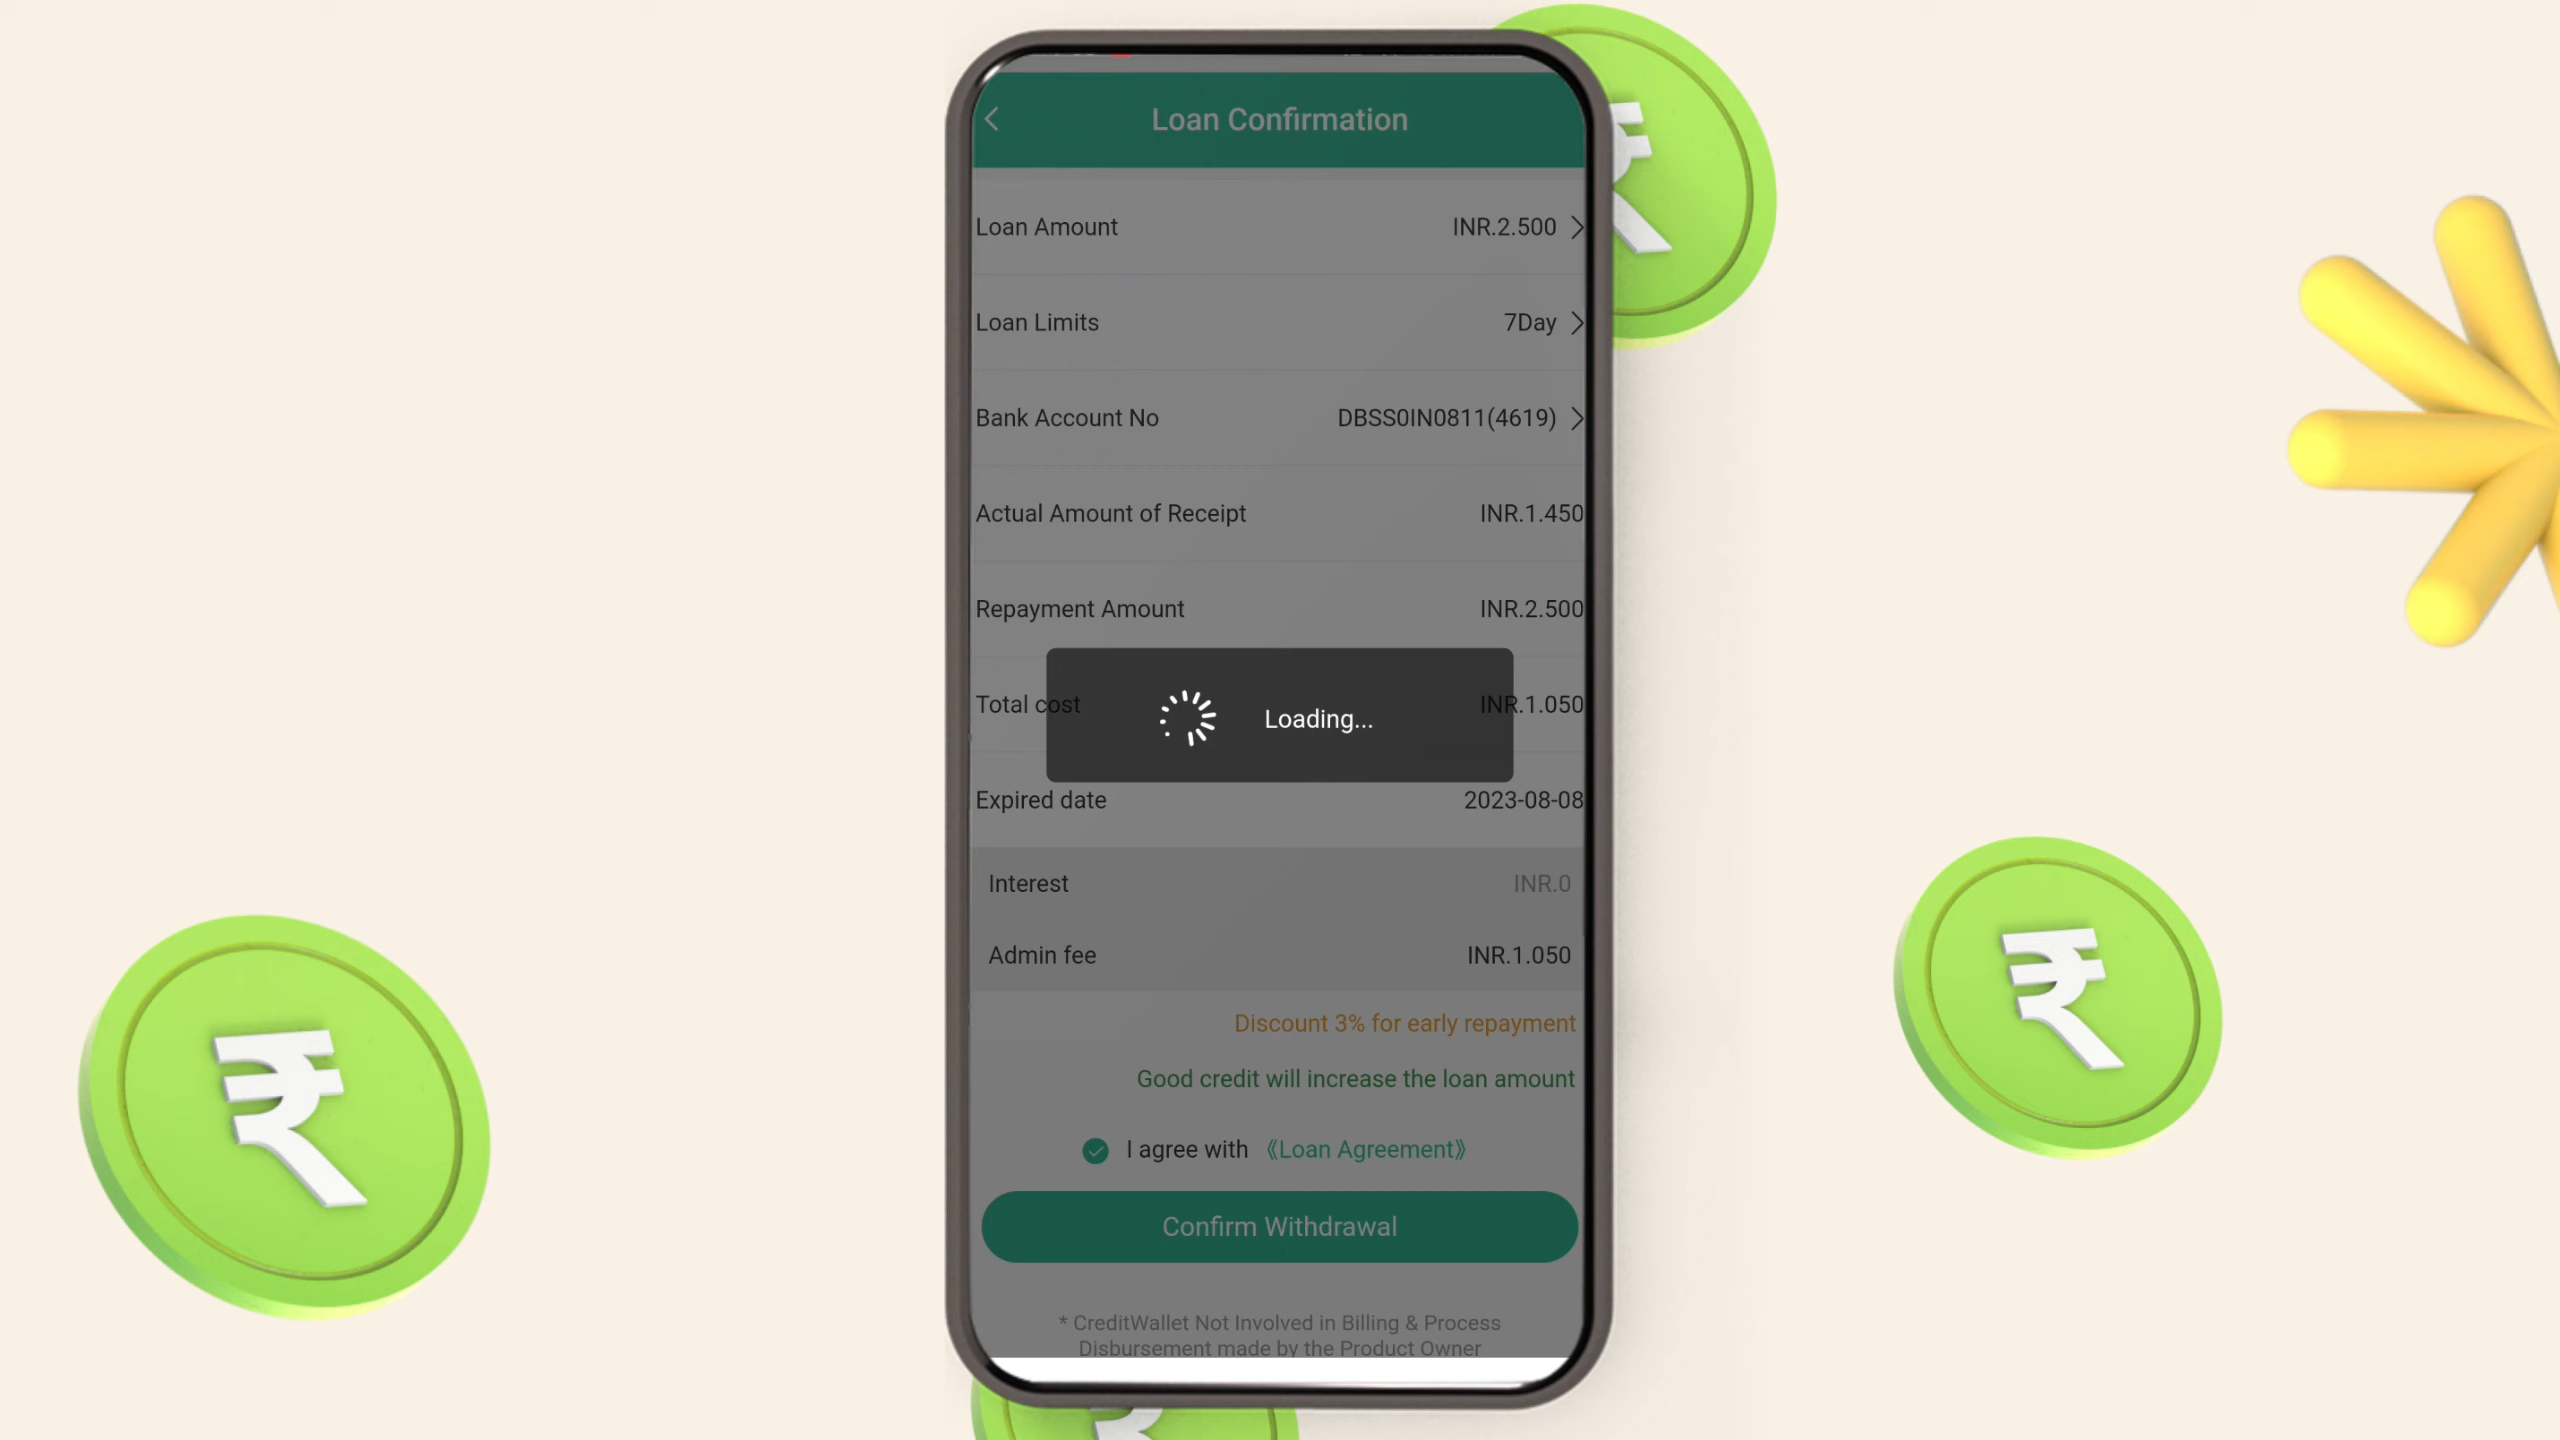 Loan Confirmation
Loan Amount INR.2.500
Loan Limits 7Day
Bank Account No DBSS0IN0811(4619)
Actual Amount of Receipt INR.1.450
Repayment Amount INR.2.500
Total cost INR.1.050
Loading...
Expired date 2023-08-08
Interest INR.0
Admin fee INR.1.050
Discount 3% for early repayment
Good credit will increase the loan amount
I agree with 《Loan Agreement》
Confirm Withdrawal
* CreditWallet Not Involved in Billing & Process
Disbursement made by the Product Owner
₹
₹
₹